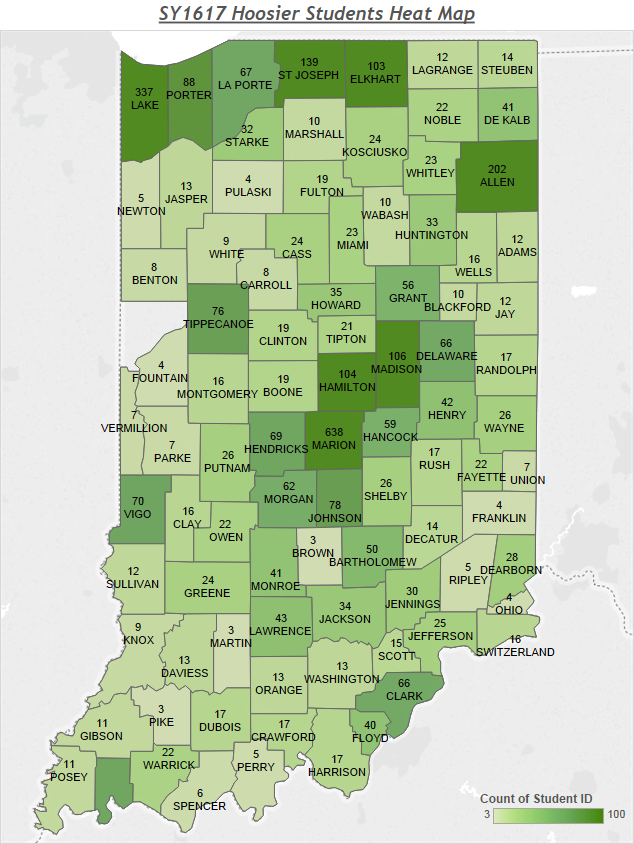 SY1617 Hoosier Students Heat Map
337
LAKE
88
PORTER
67
LA PORTE
139
ST JOSEPH
103
ELKHART
12
LAGRANGE
14
STEUBEN
32
STARKE
10
MARSHALL
24
KOSCIUSKO
22
NOBLE
41
DE KALB
23
WHITLEY
202
ALLEN
5
NEWTON
13
JASPER
4
PULASKI
19
FULTON
10
WABASH
33
HUNTINGTON
9
WHITE
24
CASS
23
MIAMI
16
WELLS
12
ADAMS
8
BENTON
8
CARROLL
35
HOWARD
56
GRANT
10
BLACKFORD
12
JAY
76
TIPPECANOE
19
CLINTON
21
TIPTON
106
MADISON
66
DELAWARE
17
RANDOLPH
4
FOUNTAIN
16
MONTGOMERY
19
BOONE
104
HAMILTON
42
HENRY
26
WAYNE
7
VERMILLION
7
PARKE
26
PUTNAM
69
HENDRICKS
638
MARION
59
HANCOCK
17
RUSH
22
FAYETTE
7
UNION
70
VIGO
16
CLAY
22
OWEN
62
MORGAN
78
JOHNSON
26
SHELBY
14
DECATUR
4
FRANKLIN
12
SULLIVAN
24
GREENE
41
MONROE
3
BROWN
50
BARTHOLOMEW
30
JENNINGS
5
RIPLEY
28
DEARBORN
4
OHIO
9
KNOX
13
DAVIESS
3
MARTIN
43
LAWRENCE
34
JACKSON
15
SCOTT
25
JEFFERSON
16
SWITZERLAND
13
ORANGE
13
WASHINGTON
66
CLARK
11
GIBSON
3
PIKE
17
DUBOIS
17
CRAWFORD
40
FLOYD
11
POSEY
22
WARRICK
6
SPENCER
5
PERRY
17
HARRISON
Count of Student ID
3
100